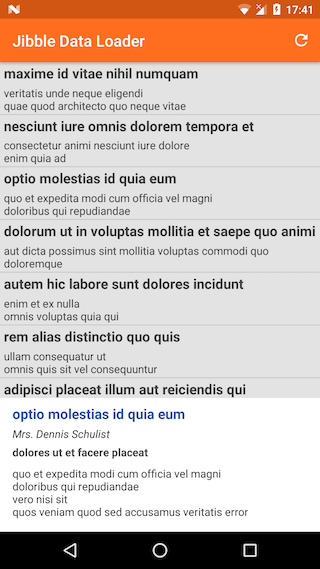 17:41
Jibble Data Loader
maxime id vitae nihil numquam
veritatis unde neque eligendi
quae quod architecto quo neque vitae
nesciunt iure omnis dolorem tempora et
consectetur animi nesciunt iure dolore
enim quia ad
optio molestias id quia eum
quo et expedita modi cum officia vel magni
doloribus qui repudiandae
dolorum ut in voluptas mollitia et saepe quo animi
aut dicta possimus sint mollitia voluptas commodi quo
doloremque
autem hic labore sunt dolores incidunt
enim et ex nulla
omnis voluptas quia qui
rem alias distinctio quo quis
ullam consequatur ut
omnis quis sit vel consequuntur
adipisci placeat illum aut reiciendis qui
optio molestias id quia eum
Mrs. Dennis Schulist
dolores ut et facere placeat
quo et expedita modi cum officia vel magni
doloribus qui repudiandae
vero nisi sit
quos veniam quod sed accusamus veritatis error